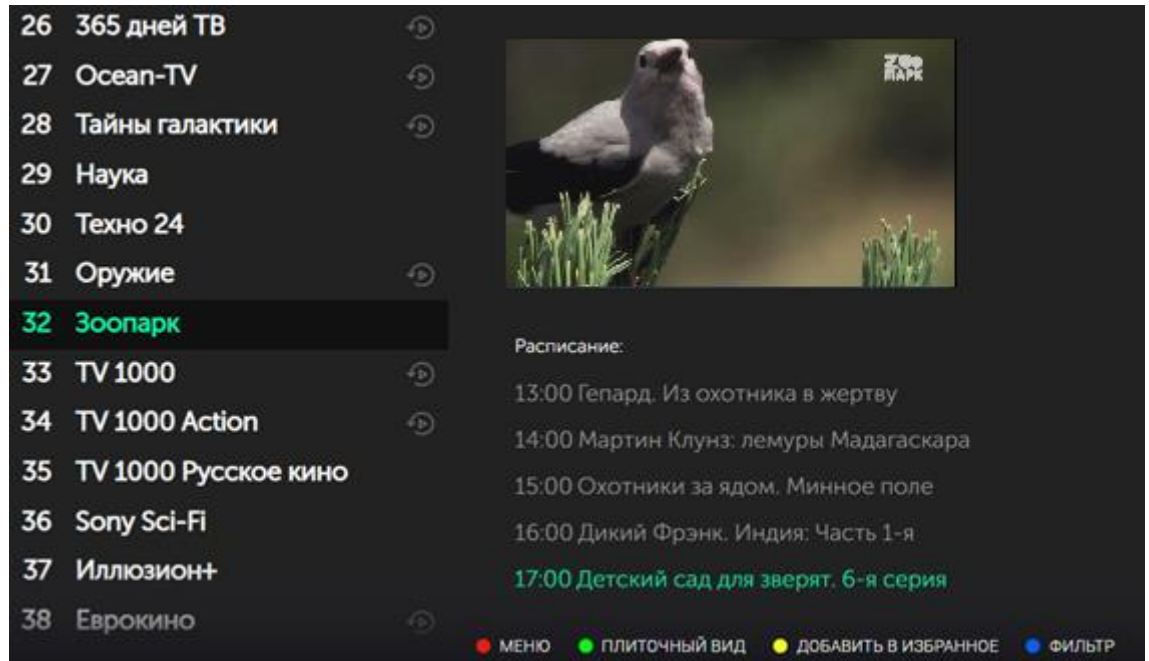 26 365 дней ТВ
27 Ocean-TV
28 Тайны галактики
29 Наука
30 Техно 24
31 Оружие
32 Зоопарк
33 TV 1000
34 TV 1000 Action
35 TV 1000 Русское кино
36 Sony Sci-Fi
37 Иллюзион+
38 Еврокино
ZОО
ПАРК
Расписание:
13:00 Гепард. Из охотника в жертву
14:00 Мартин Клунз: лемуры Мадагаскара
15:00 Охотники за ядом. Минное поле
16:00 Дикий Фрэнк. Индия: Часть 1-я
17:00 Детский сад для зверят. 6-я серия
МЕНЮ ПЛИТОЧНЫЙ ВИД ДОБАВИТЬ В ИЗБРАННОЕ ФИЛЬТР